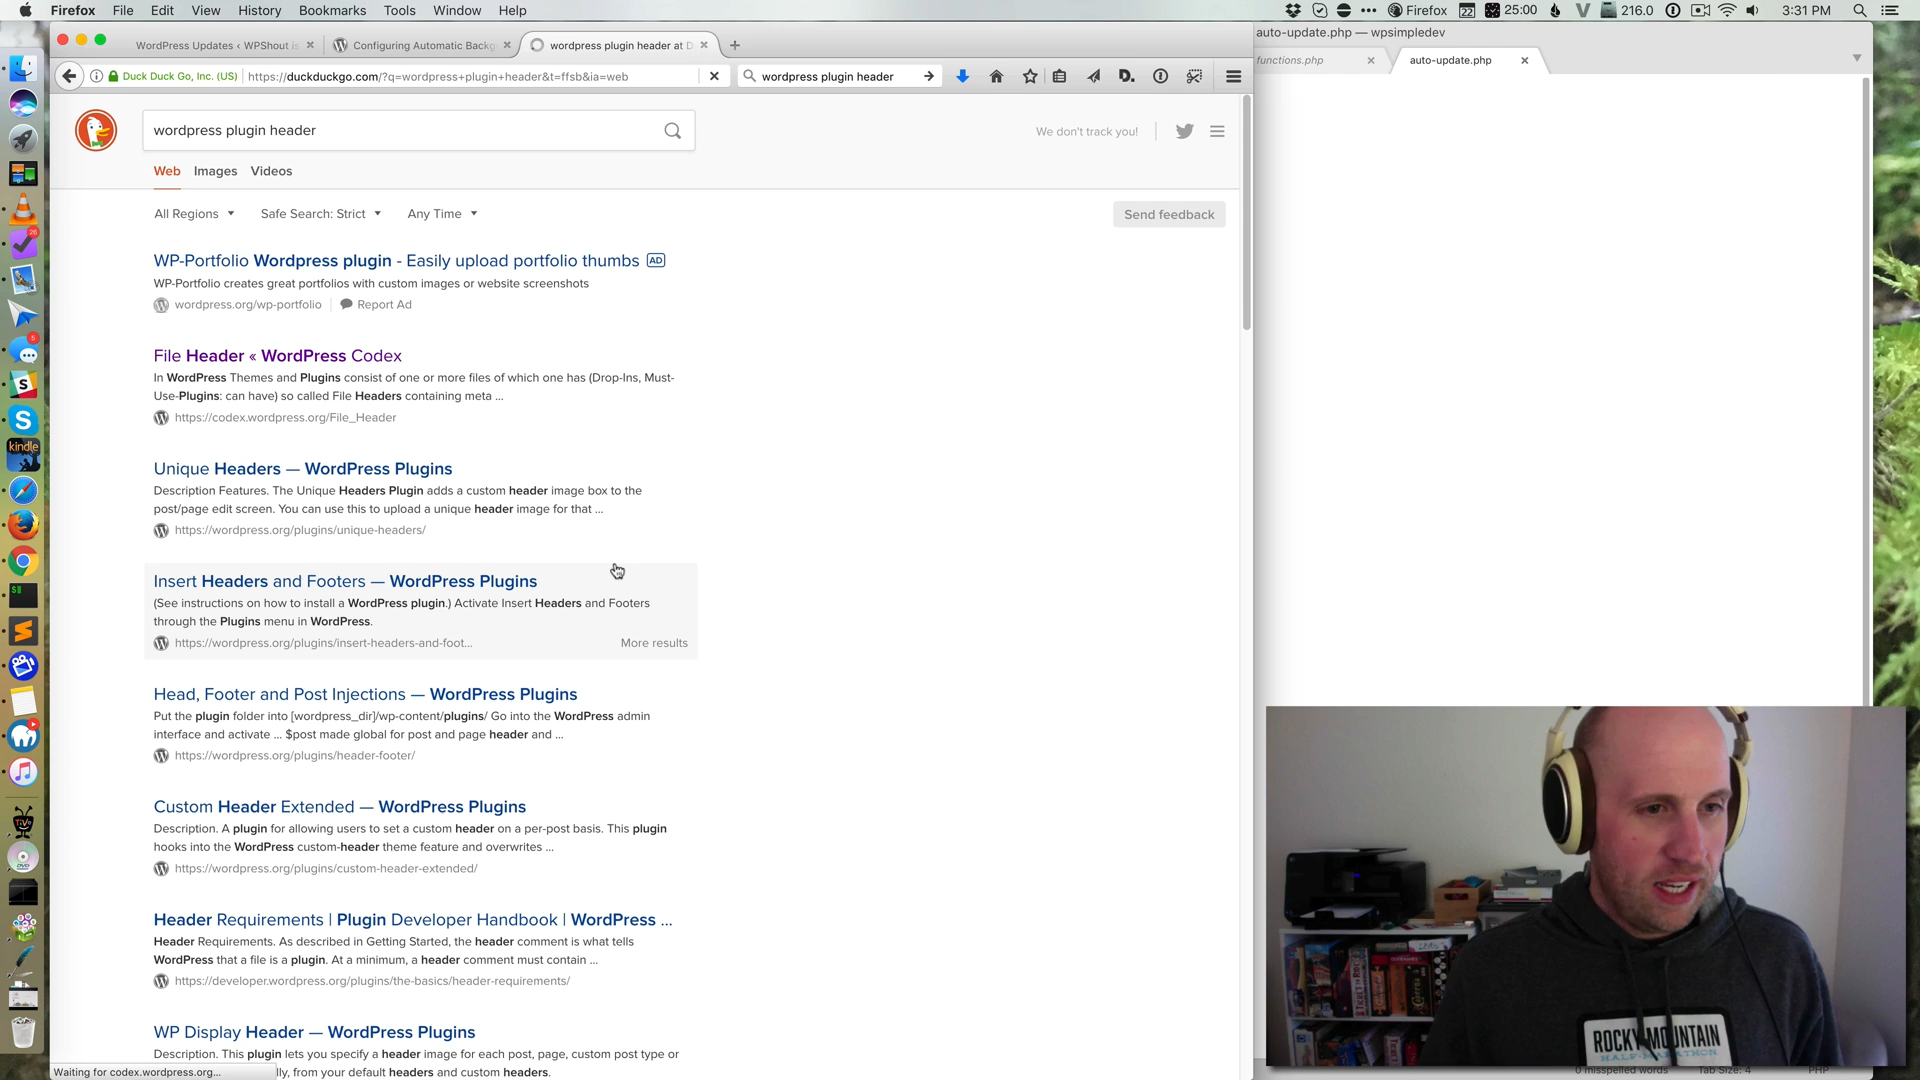 Firefox File Edit View History Bookmarks Tools Window Help
Firefox 22 25:00 216.0 3:31 PM
WordPress Updates ‹ WPShout is
Configuring Automatic Backg
wordpress plugin header at D
Duck Duck Go, Inc. (US) https://duckduckgo.com/?q=wordpress+plugin+header&t=ffsb&ia=web
wordpress plugin header
D.
auto-update.php — wpsimpledev
functions.php
auto-update.php
wordpress plugin header
We don't track you!
Web Images Videos
All Regions Safe Search: Strict Any Time
Send feedback
WP-Portfolio Wordpress plugin - Easily upload portfolio thumbs AD
WP-Portfolio creates great portfolios with custom images or website screenshots
wordpress.org/wp-portfolio Report Ad
File Header « WordPress Codex
In WordPress Themes and Plugins consist of one or more files of which one has (Drop-Ins, Must-
Use-Plugins: can have) so called File Headers containing meta ...
https://codex.wordpress.org/File_Header
Unique Headers — WordPress Plugins
Description Features. The Unique Headers Plugin adds a custom header image box to the
post/page edit screen. You can use this to upload a unique header image for that ...
https://wordpress.org/plugins/unique-headers/
Insert Headers and Footers — WordPress Plugins
(See instructions on how to install a WordPress plugin.) Activate Insert Headers and Footers
through the Plugins menu in WordPress.
https://wordpress.org/plugins/insert-headers-and-foot...
More results
Head, Footer and Post Injections — WordPress Plugins
Put the plugin folder into [wordpress_dir]/wp-content/plugins/ Go into the WordPress admin
interface and activate ... $post made global for post and page header and ...
https://wordpress.org/plugins/header-footer/
Custom Header Extended — WordPress Plugins
Description. A plugin for allowing users to set a custom header on a per-post basis. This plugin
hooks into the WordPress custom-header theme feature and overwrites ...
https://wordpress.org/plugins/custom-header-extended/
Header Requirements | Plugin Developer Handbook | WordPress ...
Header Requirements. As described in Getting Started, the header comment is what tells
WordPress that a file is a plugin. At a minimum, a header comment must contain ...
https://developer.wordpress.org/plugins/the-basics/header-requirements/
WP Display Header — WordPress Plugins
Description. This plugin lets you specify a header image for each post, page, custom post type or
lly, from your default headers and custom headers.
Waiting for codex.wordpress.org...
26
5
S
S
kindle
TiVo
DVD
ROCKY MOUNTAIN
HALF-MARATHON
0 misspelled words Tab Size: 4 PHP